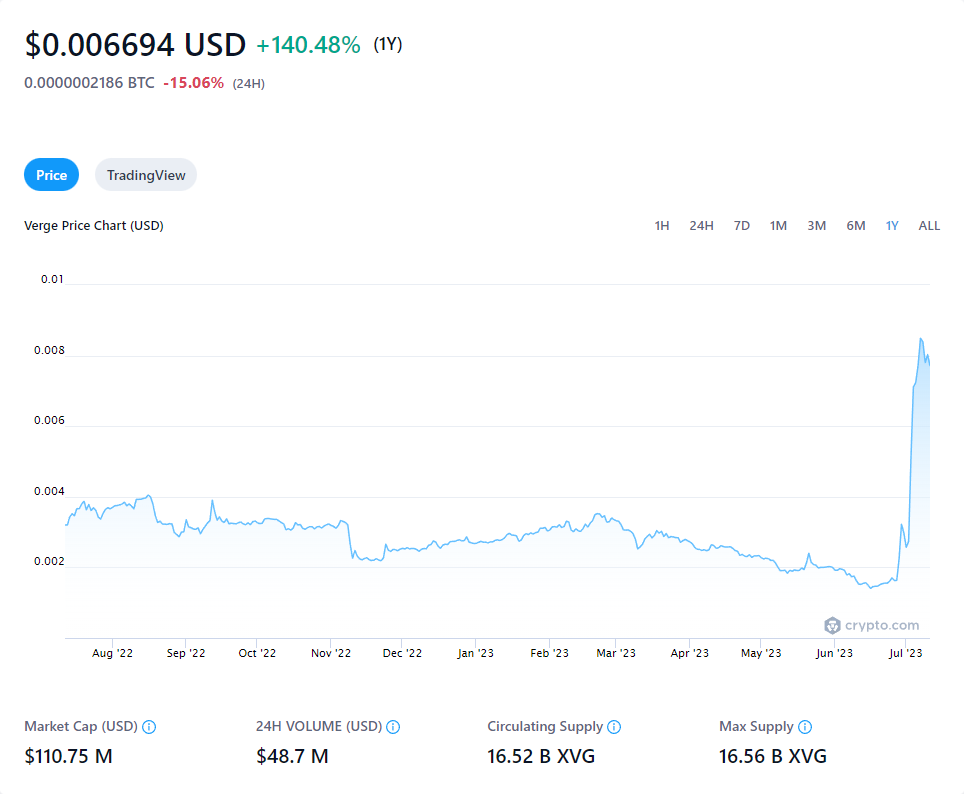 $0.006694 USD +140.48% (1Y)
0.0000002186 BTC -15.06% (24H)
Price TradingView
Verge Price Chart (USD) 1H 24H 7D 1M 3M 6M 1Y ALL
0.01
0.008
0.006
0.004
0.002
crypto.com
Aug '22 Sep '22 Oct '22 Nov '22 Dec '22 Jan '23 Feb '23 Mar '23 Apr '23 May '23 Jun '23 Jul '23
Market Cap (USD) 24H VOLUME (USD) Circulating Supply Max Supply
$110.75 M $48.7 M 16.52 B XVG 16.56 B XVG